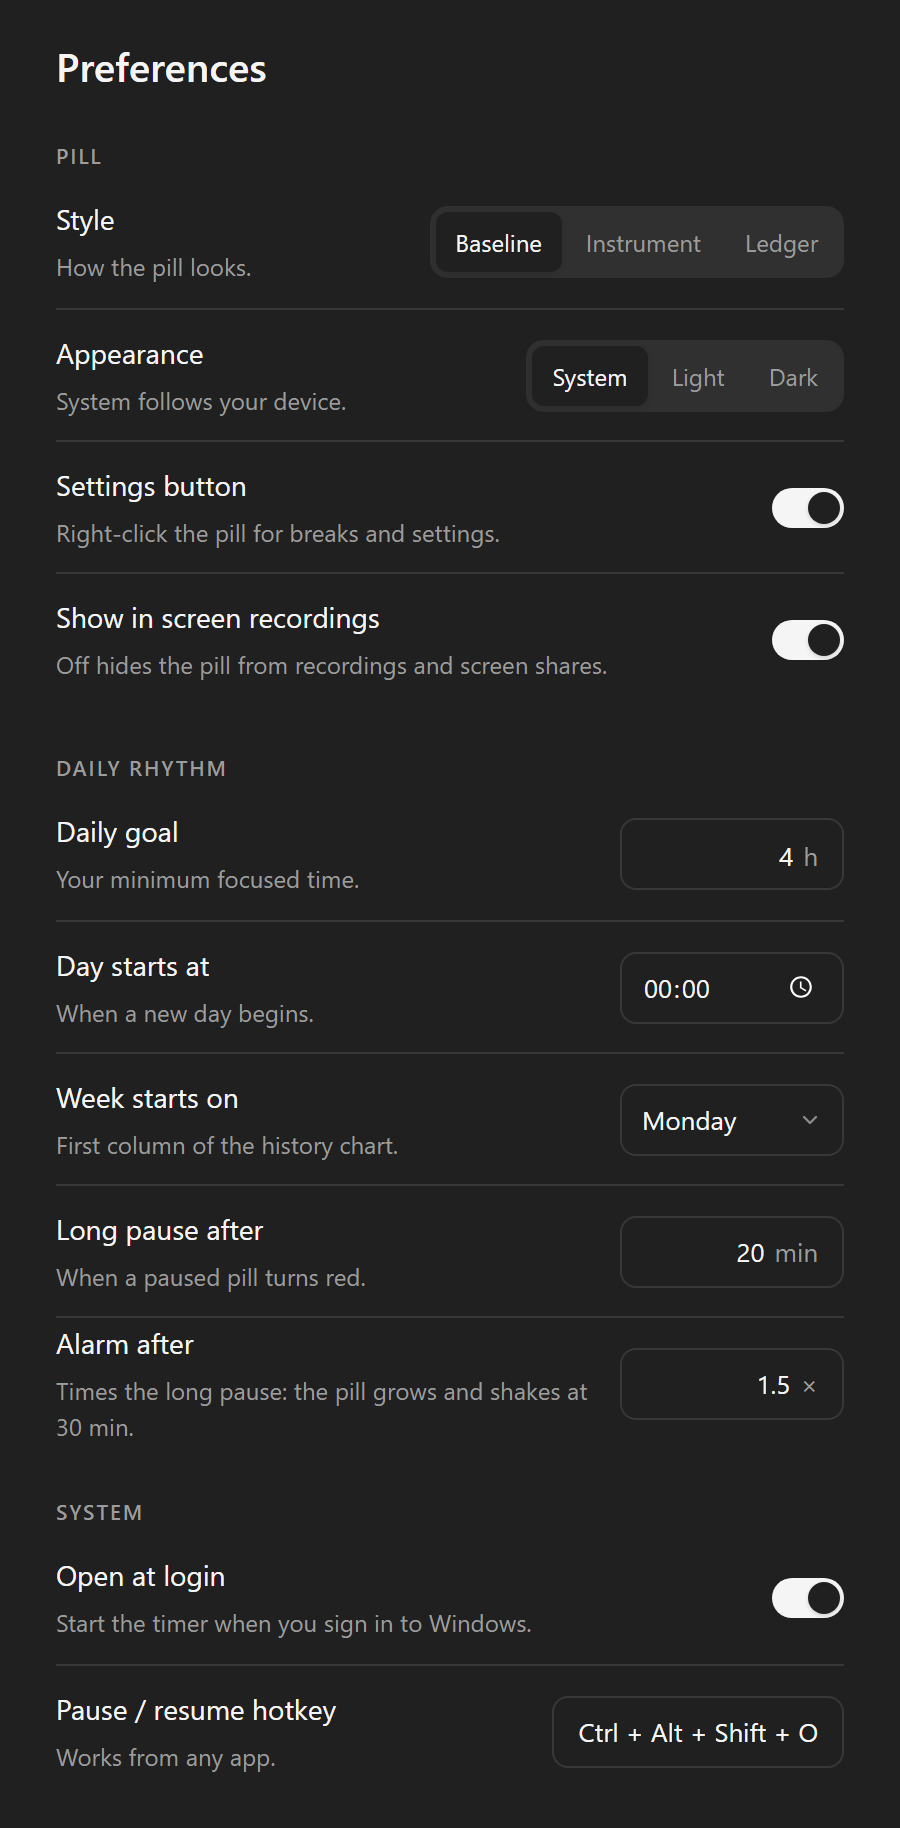 Preferences
PILL
Style
How the pill looks.
Baseline Instrument Ledger
Appearance
System follows your device.
System Light Dark
Settings button
Right-click the pill for breaks and settings.
Show in screen recordings
Off hides the pill from recordings and screen shares.
DAILY RHYTHM
Daily goal
Your minimum focused time.
4 h
Day starts at
When a new day begins.
00:00
Week starts on
First column of the history chart.
Monday
Long pause after
When a paused pill turns red.
20 min
Alarm after
Times the long pause: the pill grows and shakes at
30 min.
1.5 ×
SYSTEM
Open at login
Start the timer when you sign in to Windows.
Pause / resume hotkey
Works from any app.
Ctrl + Alt + Shift + O